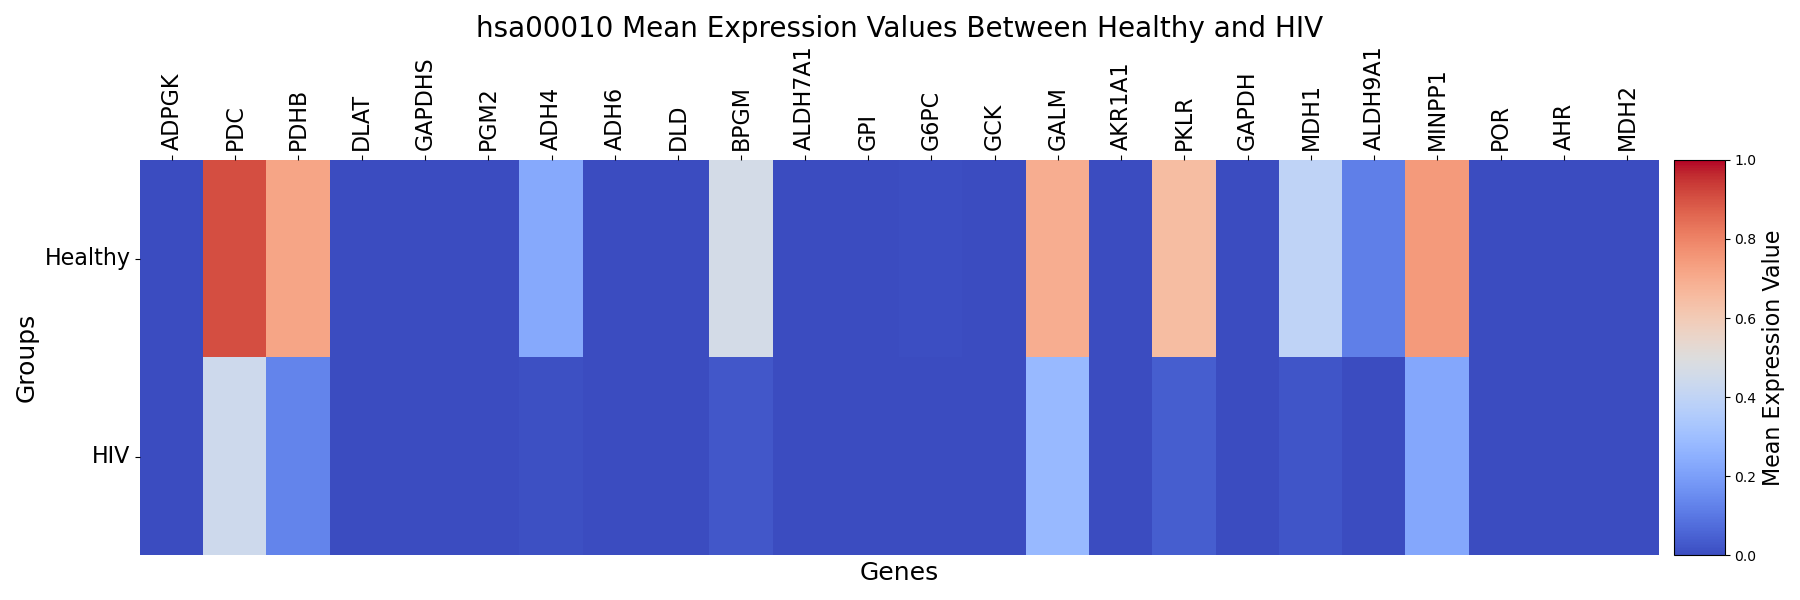 hsa00010 Mean Expression Values Between Healthy and HIV
ADPGK
PDC
PDHB
DLAT
GAPDHS
PGM2
ADH4
ADH6
DLD
BPGM
ALDH7A1
GPI
G6PC
GCK
GALM
AKR1A1
PKLR
GAPDH
MDH1
ALDH9A1
MINPP1
POR
AHR
MDH2
Groups
Healthy
HIV
Genes
1.0
0.8
0.6
0.4
0.2
0.0
Mean Expression Value